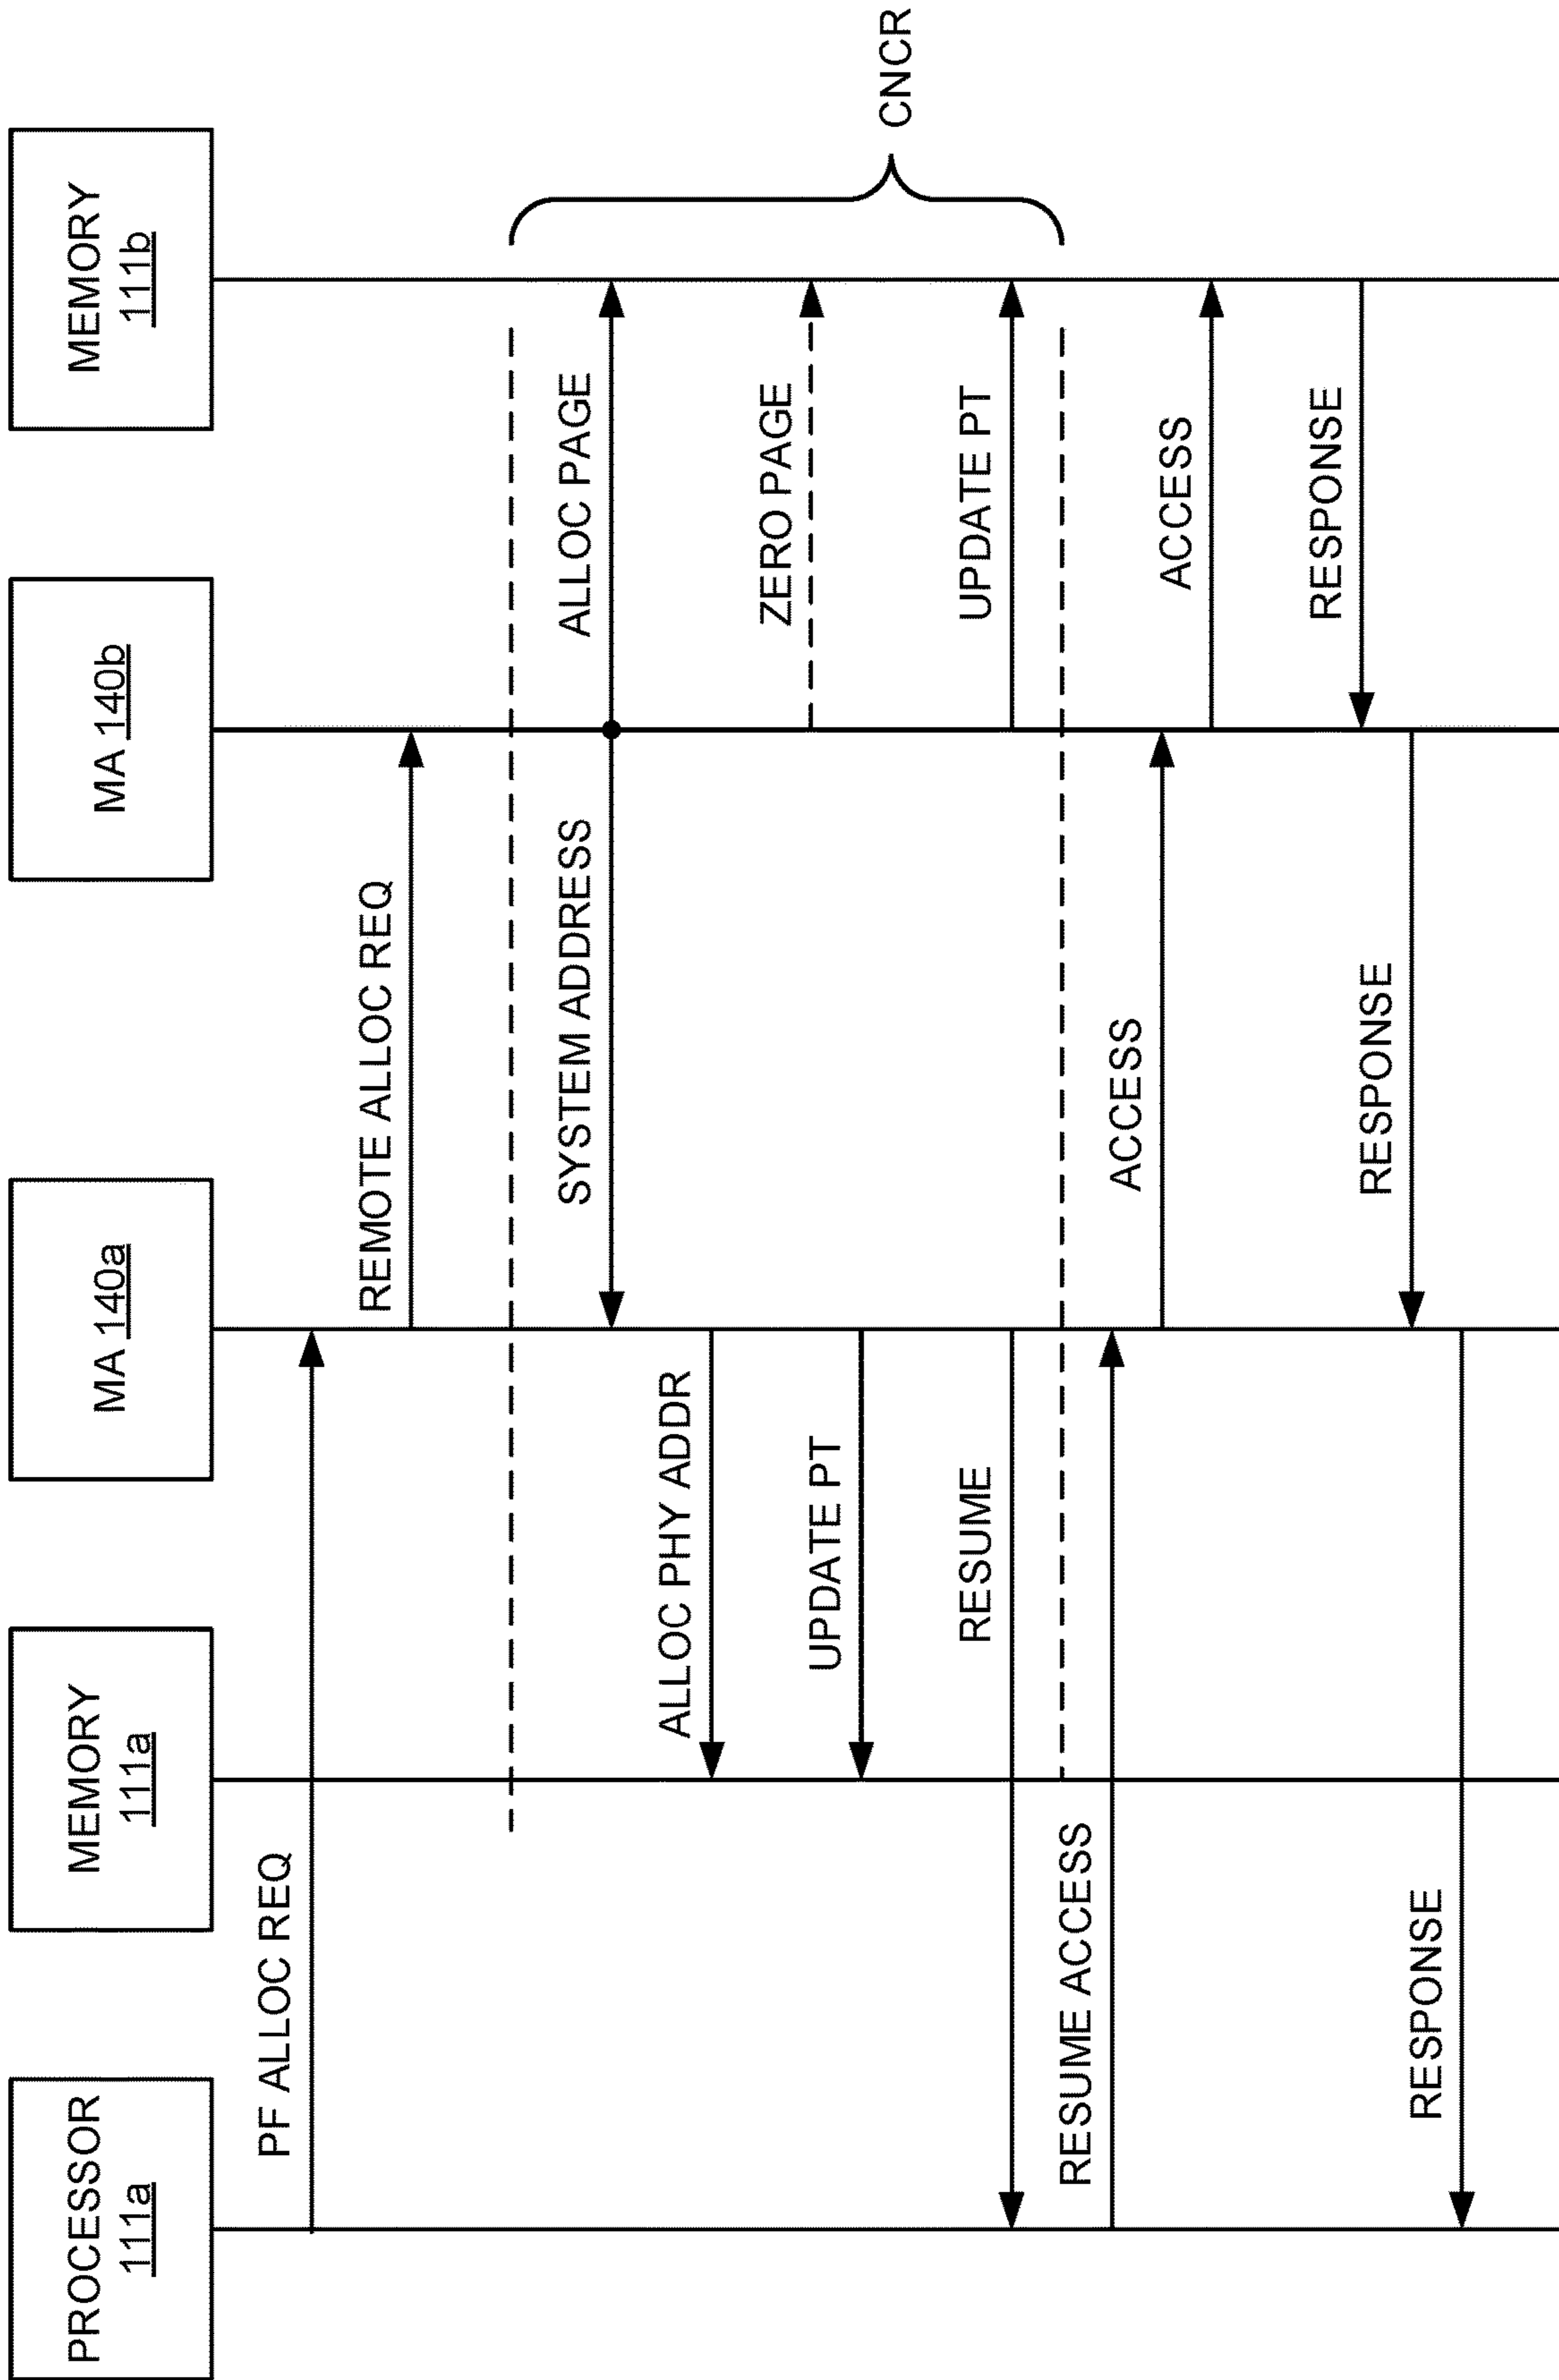 PROCESSOR
111a
MEMORY
111a
MA 140a
MA 140b
MEMORY
111b
PF ALLOC REQ
REMOTE ALLOC REQ
SYSTEM ADDRESS
ALLOC PAGE
ALLOC PHY ADDR
ZERO PAGE
UPDATE PT
CNCR
RESUME
UPDATE PT
RESUME ACCESS
ACCESS
ACCESS
RESPONSE
RESPONSE
RESPONSE